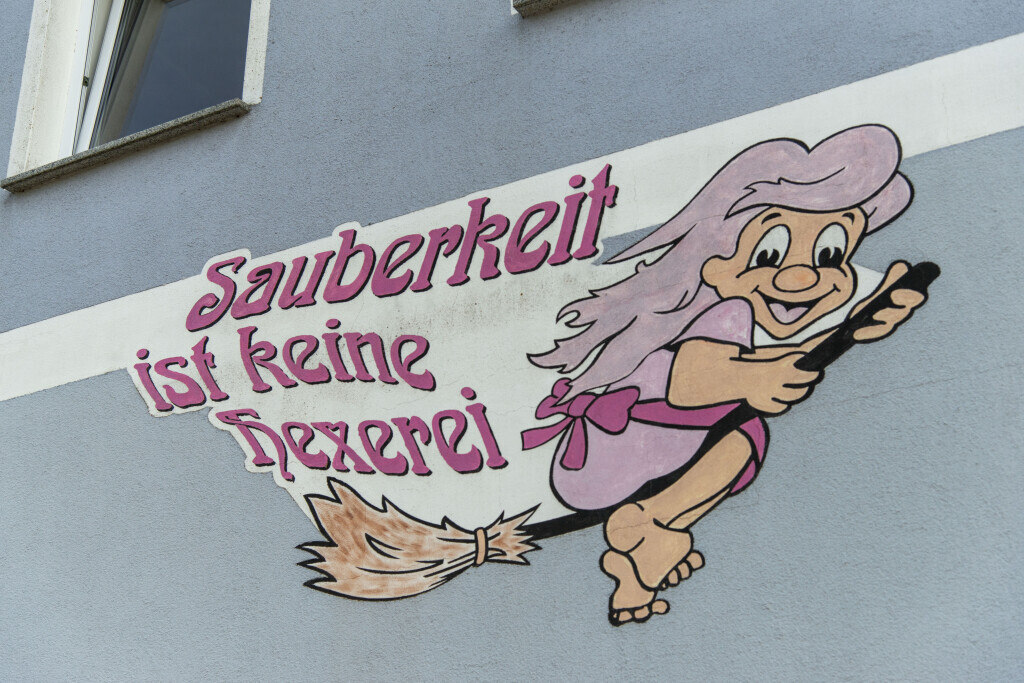 Sauberkeit
ist keine
Hexerei